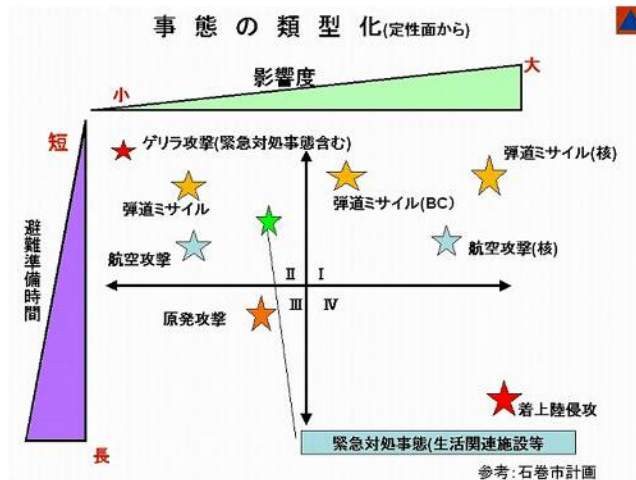 事態の類型化(定性面から)
影響度
小
大
短
避難準備時間
長
ゲリラ攻撃(緊急対処事態含む)
弾道ミサイル(核)
弾道ミサイル
弾道ミサイル(BC)
航空攻撃
航空攻撃(核)
Ⅱ Ⅰ
Ⅲ Ⅳ
原発攻撃
着上陸侵攻
緊急対処事態(生活関連施設等
参考:石巻市計画